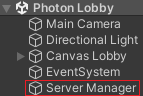 Photon Lobby
Main Camera
Directional Light
Canvas Lobby
EventSystem
Server Manager